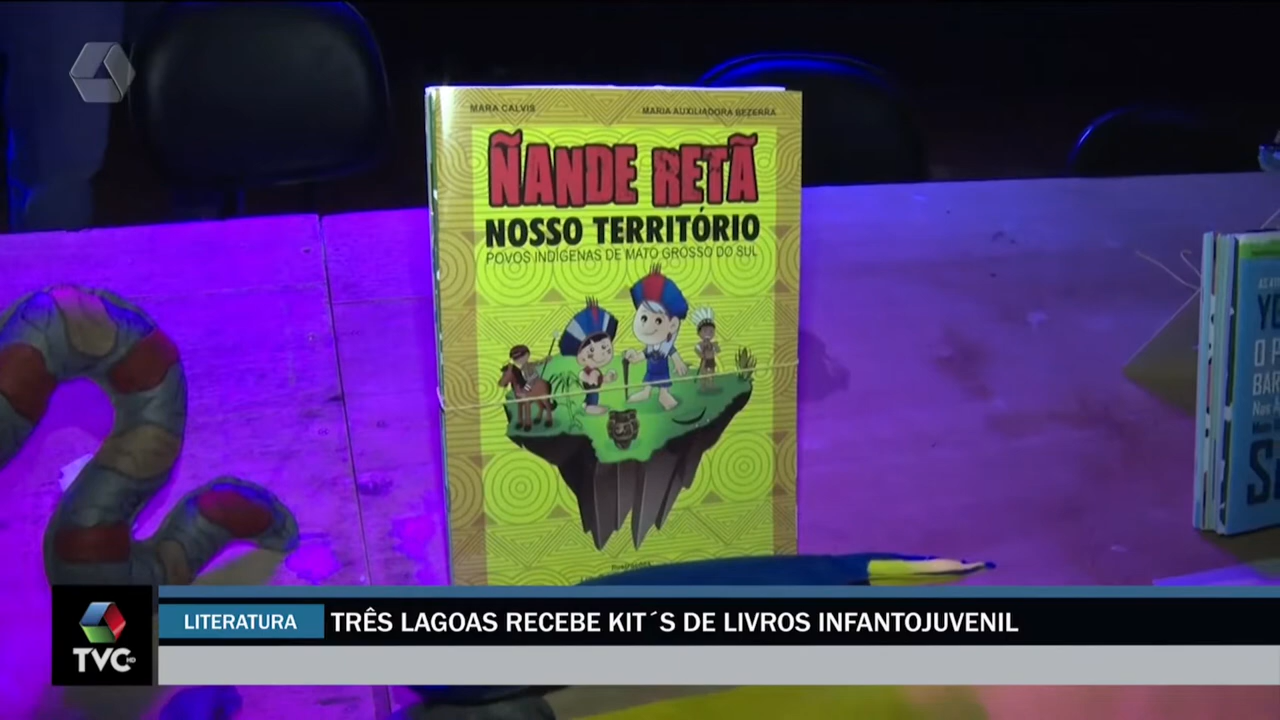 MARA CALVIS
MARIA AUXILIADORA BEZERRA
ÑANDE RETÃ
NOSSO TERRITÓRIO
POVOS INDÍGENAS DE MATO GROSSO DO SUL
LITERATURA
TRÊS LAGOAS RECEBE KIT´S DE LIVROS INFANTOJUVENIL
TVC HD